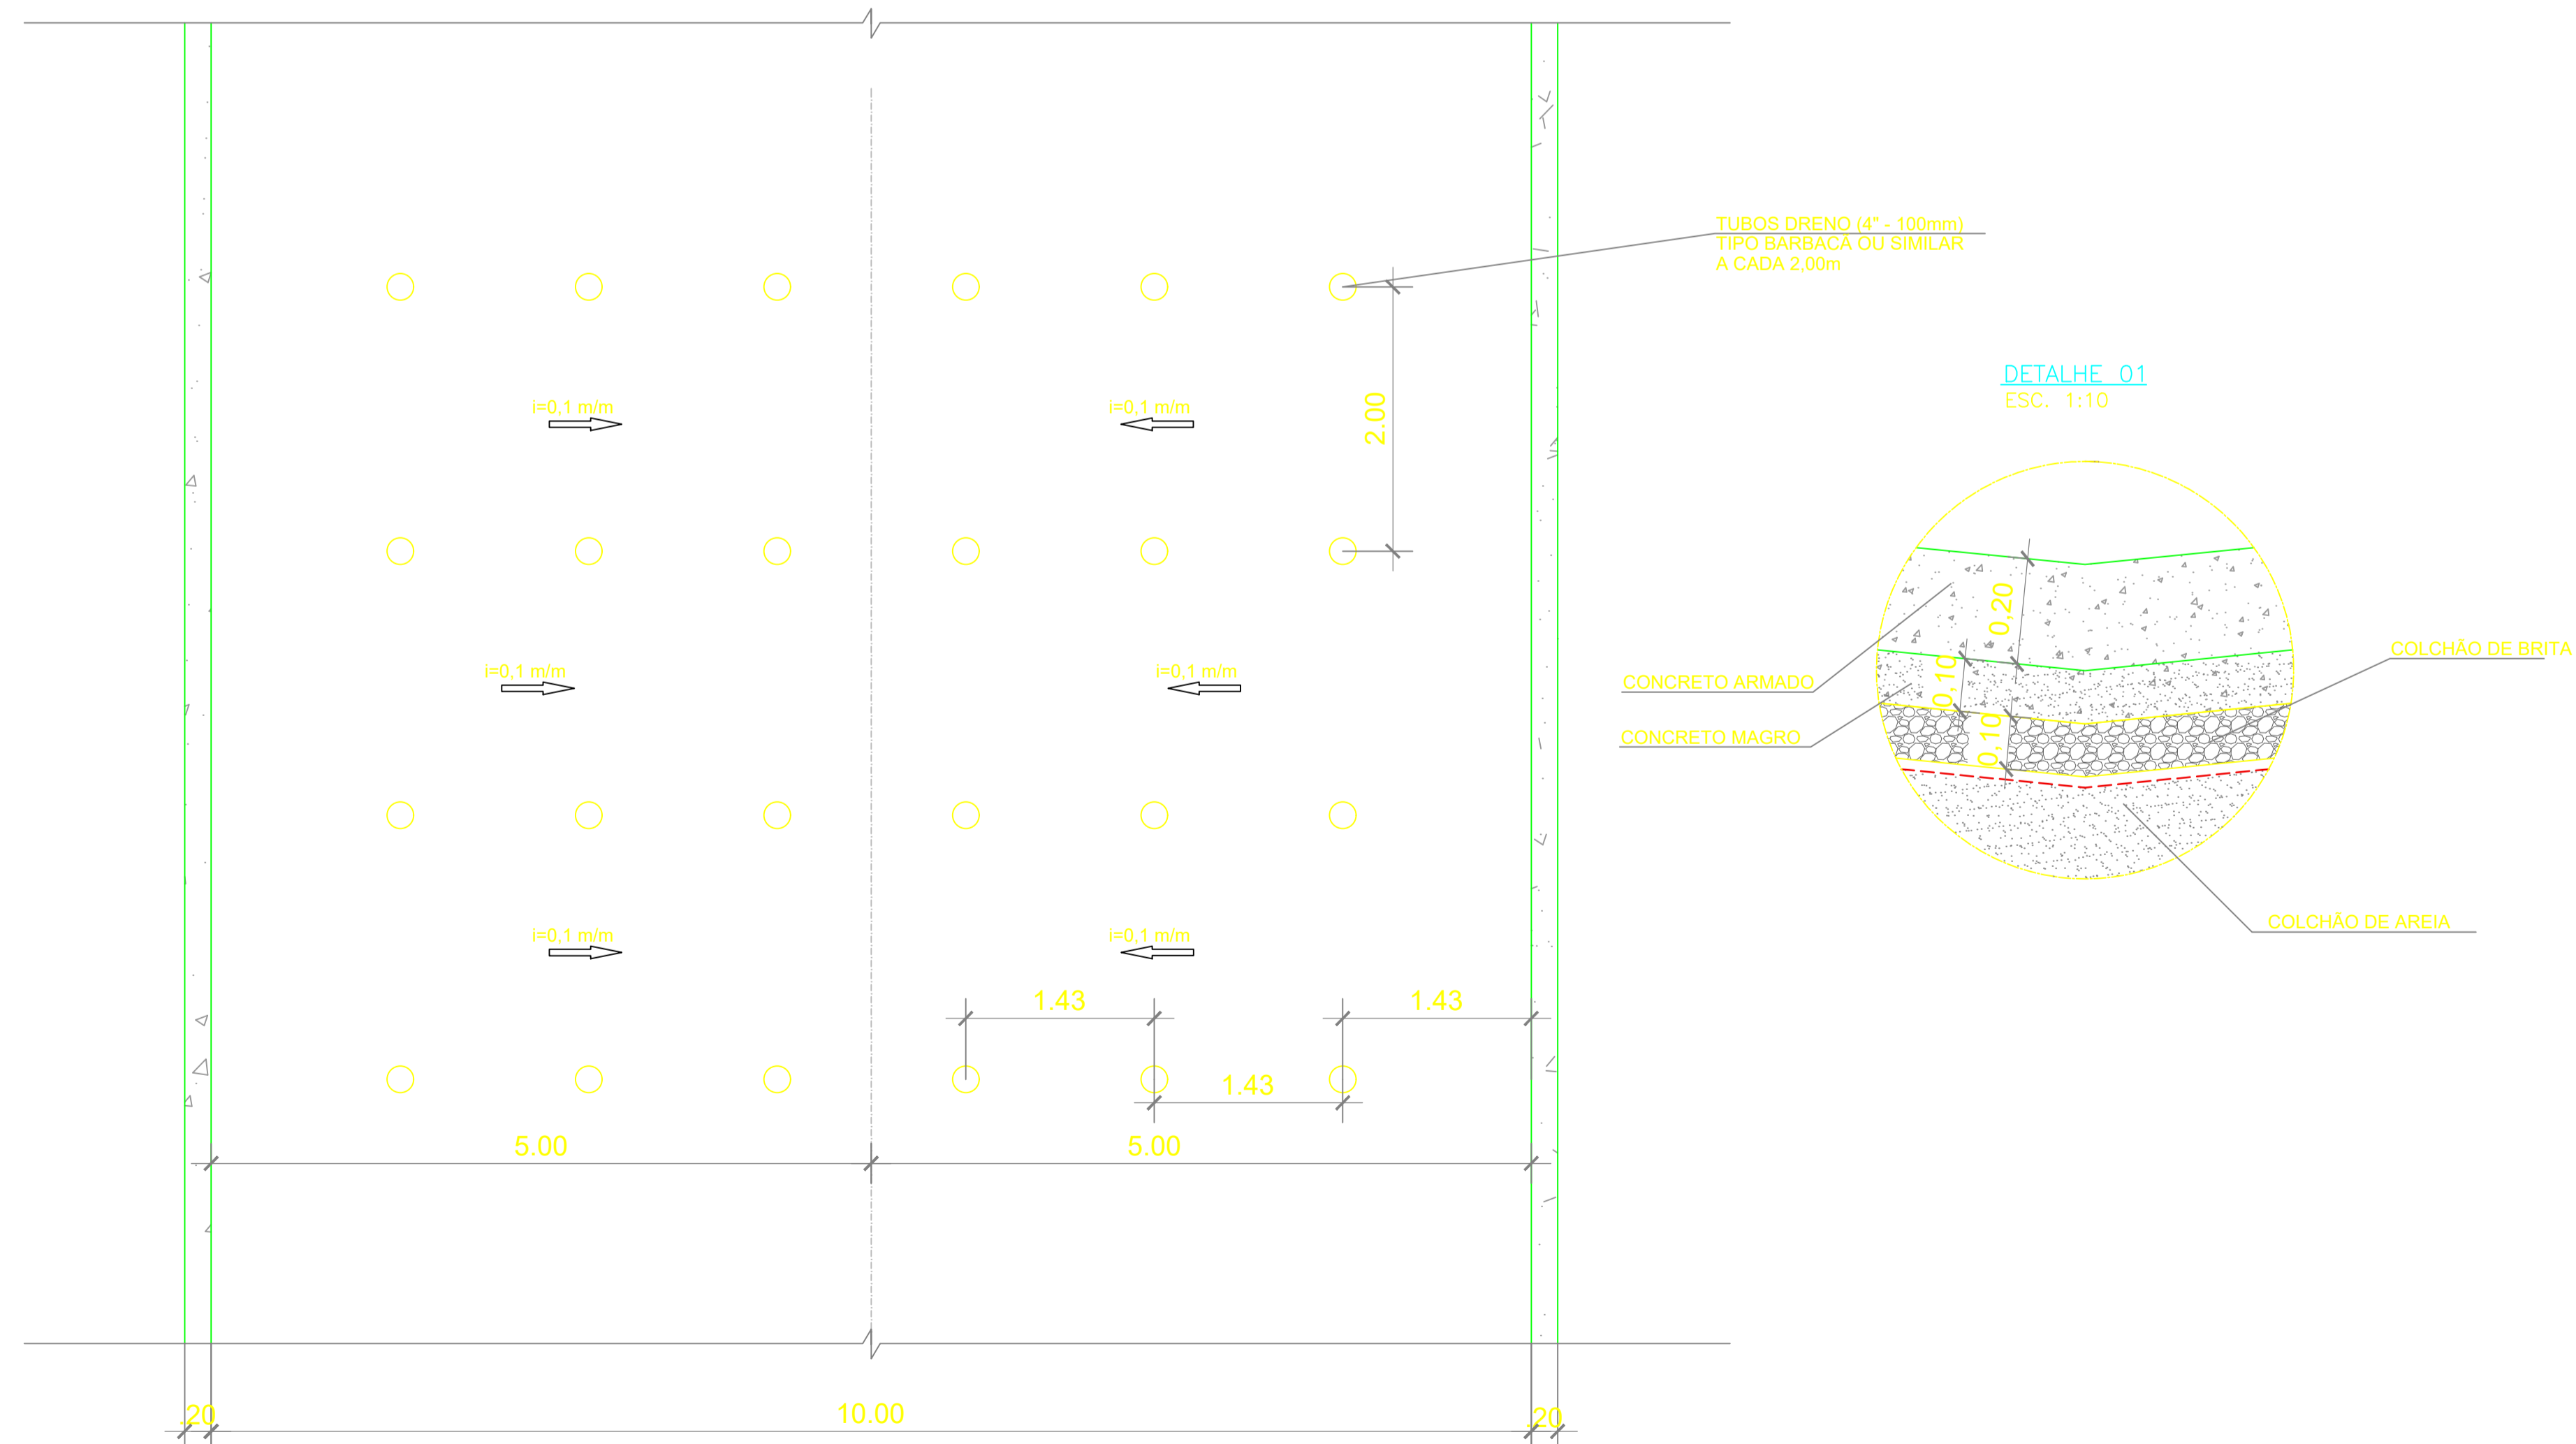 TUBOS DRENO (4" - 100mm)
TIPO BARBACÃ OU SIMILAR
A CADA 2,00m
DETALHE 01
ESC. 1:10
i=0,1 m/m
i=0,1 m/m
2.00
0,20
COLCHÃO DE BRITA
i=0,1 m/m
i=0,1 m/m
CONCRETO ARMADO
0,10
CONCRETO MAGRO
0,10
COLCHÃO DE AREIA
i=0,1 m/m
i=0,1 m/m
1.43
1.43
1.43
5.00
5.00
.20
10.00
.20